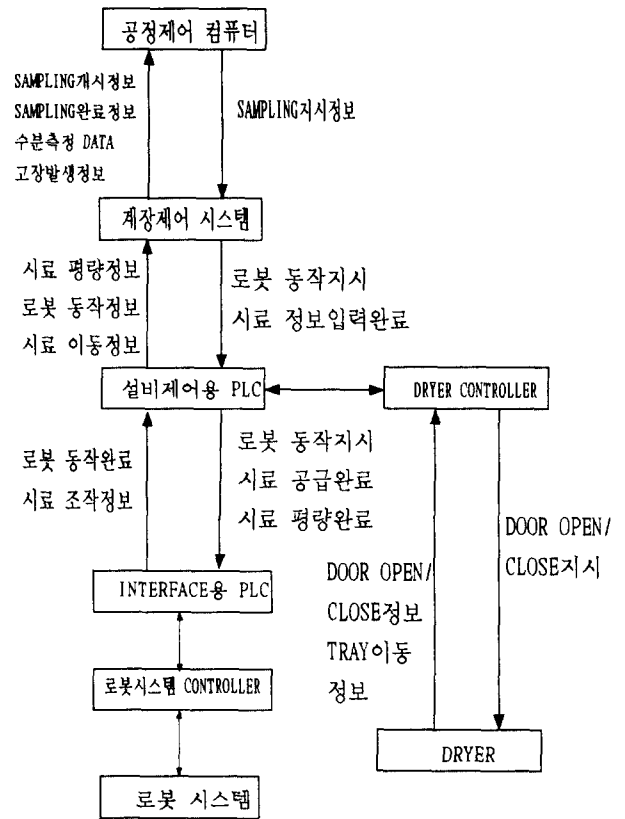 공정제어 컴퓨터
SAMPLING개시정보
SAMPLING완료정보
수분측정 DATA
고장발생정보
SAMPLING지시정보
계장제어 시스템
시료 평량정보
로봇 동작정보
시료 이동정보
로봇 동작지시
시료 정보입력완료
설비제어용 PLC
DRYER CONTROLLER
로봇 동작완료
시료 조작정보
로봇 동작지시
시료 공급완료
시료 평량완료
DOOR OPEN/
CLOSE정보
TRAY이동
정보
DOOR OPEN/
CLOSE지시
INTERFACE용 PLC
로봇시스템 CONTROLLER
로봇 시스템
DRYER